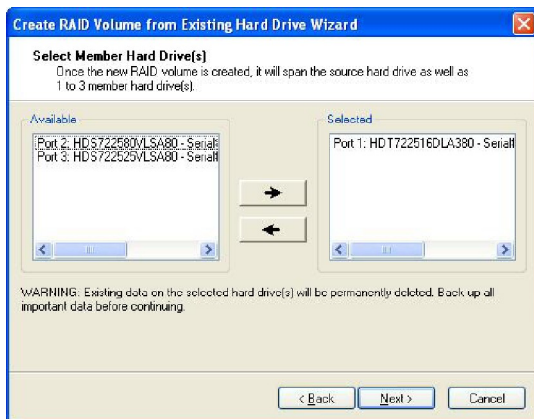 Create RAID Volume from Existing Hard Drive Wizard
Select Member Hard Drive(s)
Once the new RAID volume is created, it will span the source hard drive as well as
1 to 3 member hard drive(s).
Available
Port 2: HDS722580VLSA80 - Serial#
Port 3: HDS722525VLSA80 - Serial#
Selected
Port 1: HDT722516DLA380 - Serial#
WARNING: Existing data on the selected hard drive(s) will be permanently deleted. Back up all
important data before continuing.
< Back
Next >
Cancel